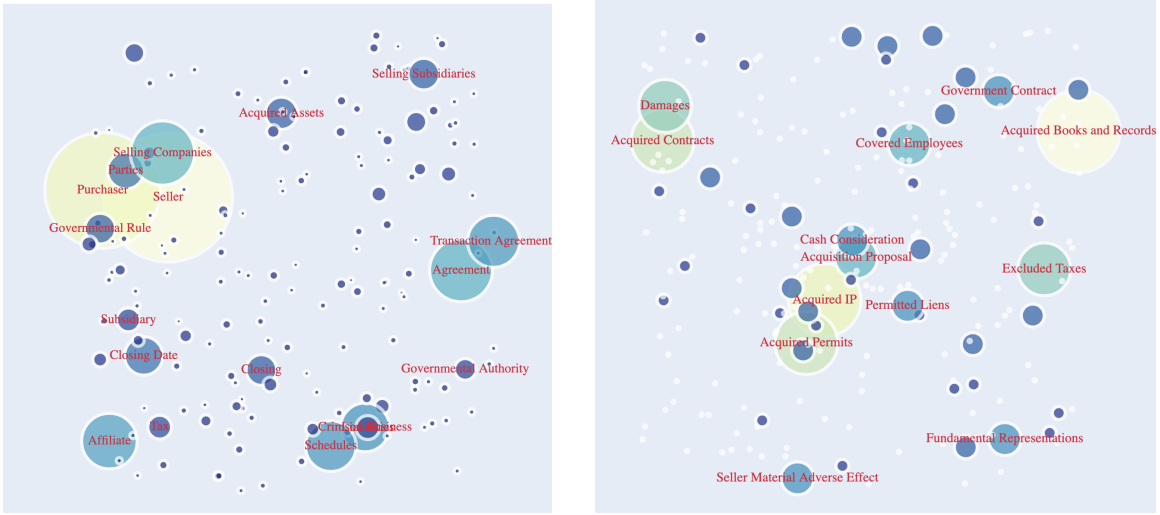 Selling Subsidiaries
Acquired Assets
Selling Companies
Parties
Purchaser
Seller
Governmental Rule
Transaction Agreement
Agreement
Subsidiary
Closing Date
Closing
Governmental Authority
Tax
Affiliate
Business
Schedules
Damages
Acquired Contracts
Government Contract
Acquired Books and Records
Covered Employees
Cash Consideration
Acquisition Proposal
Excluded Taxes
Acquired IP
Permitted Liens
Acquired Permits
Fundamental Representations
Seller Material Adverse Effect